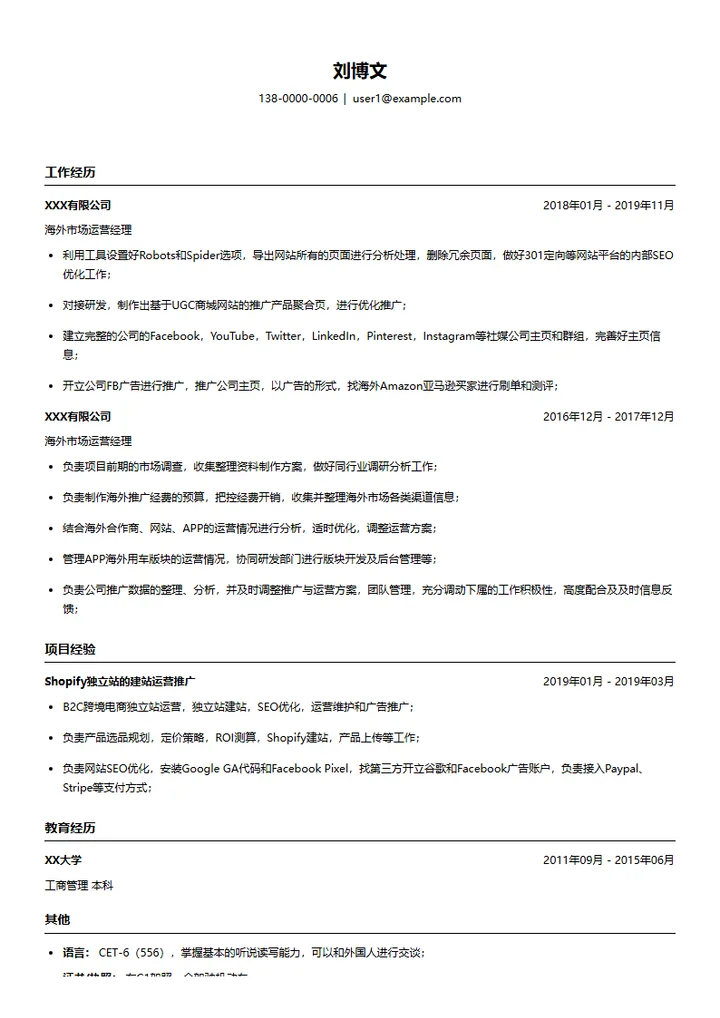 刘博文
138-0000-0006 | user1@example.com
工作经历
XXX有限公司 2018年01月 - 2019年11月
海外市场运营经理
• 利用工具设置好Robots和Spider选项，导出网站所有的页面进行分析处理，删除冗余页面，做好301定向等网站平台的内部SEO
优化工作；
• 对接研发，制作出基于UGC商城网站的推广产品聚合页，进行优化推广；
• 建立完整的公司的Facebook，YouTube，Twitter，LinkedIn，Pinterest，Instagram等社媒公司主页和群组，完善好主页信
息；
• 开立公司FB广告进行推广，推广公司主页，以广告的形式，找海外Amazon亚马逊买家进行刷单和测评；
XXX有限公司 2016年12月 - 2017年12月
海外市场运营经理
• 负责项目前期的市场调查，收集整理资料制作方案，做好同行业调研分析工作；
• 负责制作海外推广经费的预算，把控经费开销，收集并整理海外市场各类渠道信息；
• 结合海外合作商、网站、APP的运营情况进行分析，适时优化，调整运营方案；
• 管理APP海外用车版块的运营情况，协同研发部门进行版块开发及后台管理等；
• 负责公司推广数据的整理、分析，并及时调整推广与运营方案，团队管理，充分调动下属的工作积极性，高度配合及及时信息反
馈；
项目经验
Shopify独立站的建站运营推广 2019年01月 - 2019年03月
• B2C跨境电商独立站运营，独立站建站，SEO优化，运营维护和广告推广；
• 负责产品选品规划，定价策略，ROI测算，Shopify建站，产品上传等工作；
• 负责网站SEO优化，安装Google GA代码和Facebook Pixel，找第三方开立谷歌和Facebook广告账户，负责接入Paypal、
Stripe等支付方式；
教育经历
XX大学 2011年09月 - 2015年06月
工商管理 本科
其他
• 语言： CET-6（556），掌握基本的听说读写能力，可以和外国人进行交谈；